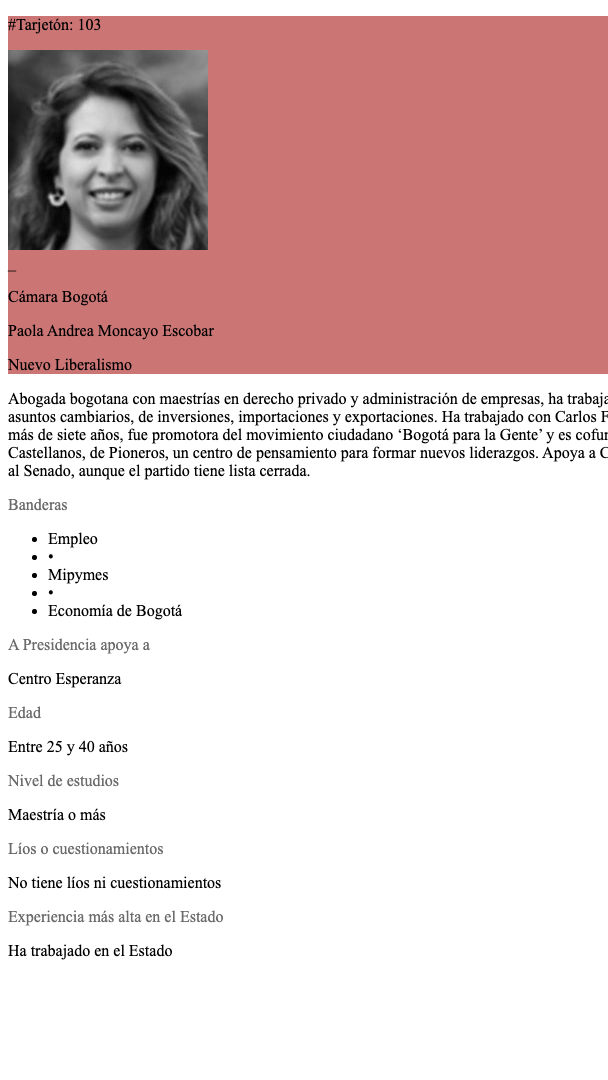 #Tarjetón: 103
_
Cámara Bogotá
Paola Andrea Moncayo Escobar
Nuevo Liberalismo
Abogada bogotana con maestrías en derecho privado y administración de empresas, ha trabaja
asuntos cambiarios, de inversiones, importaciones y exportaciones. Ha trabajado con Carlos F
más de siete años, fue promotora del movimiento ciudadano ‘Bogotá para la Gente’ y es cofun
Castellanos, de Pioneros, un centro de pensamiento para formar nuevos liderazgos. Apoya a C
al Senado, aunque el partido tiene lista cerrada.
Banderas
• Empleo
• •
• Mipymes
• •
• Economía de Bogotá
A Presidencia apoya a
Centro Esperanza
Edad
Entre 25 y 40 años
Nivel de estudios
Maestría o más
Líos o cuestionamientos
No tiene líos ni cuestionamientos
Experiencia más alta en el Estado
Ha trabajado en el Estado